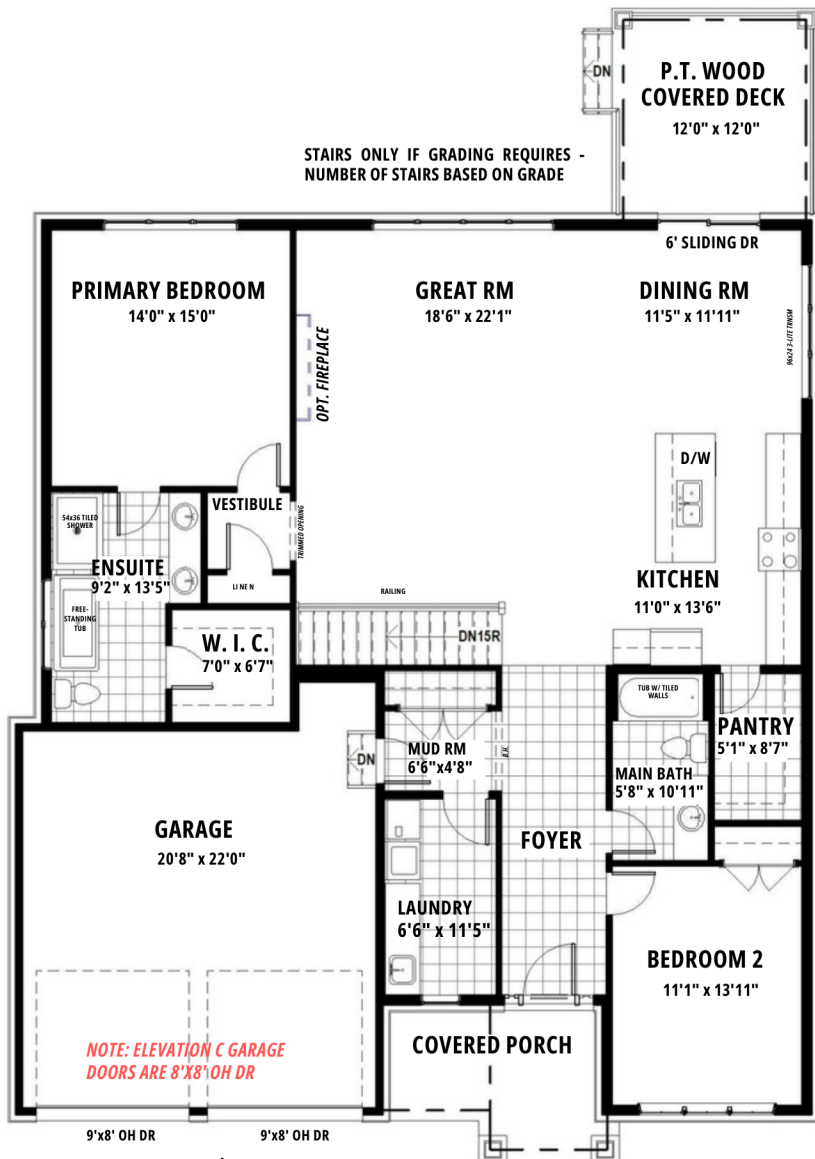 P.T. WOOD
COVERED DECK
12'0" x 12'0"
DN
STAIRS ONLY IF GRADING REQUIRES -
NUMBER OF STAIRS BASED ON GRADE
6' SLIDING DR
PRIMARY BEDROOM
14'0" x 15'0"
GREAT RM
18'6" x 22'1"
DINING RM
11'5" x 11'11"
96x24 3-LITE TRNSM
OPT. FIREPLACE
D/W
VESTIBULE
TRIMMED OPENING
54x36 TILED
SHOWER
ENSUITE
9'2" x 13'5"
LINEN
FREE-
STANDING
TUB
KITCHEN
11'0" x 13'6"
RAILING
DN15R
W. I. C.
7'0" x 6'7"
TUB W/ TILED
WALLS
PANTRY
5'1" x 8'7"
MUD RM
6'6"x4'8"
B.H.
DN
MAIN BATH
5'8" x 10'11"
GARAGE
20'8" x 22'0"
FOYER
LAUNDRY
6'6" x 11'5"
BEDROOM 2
11'1" x 13'11"
COVERED PORCH
NOTE: ELEVATION C GARAGE
DOORS ARE 8'X8' OH DR
9'x8' OH DR
9'x8' OH DR